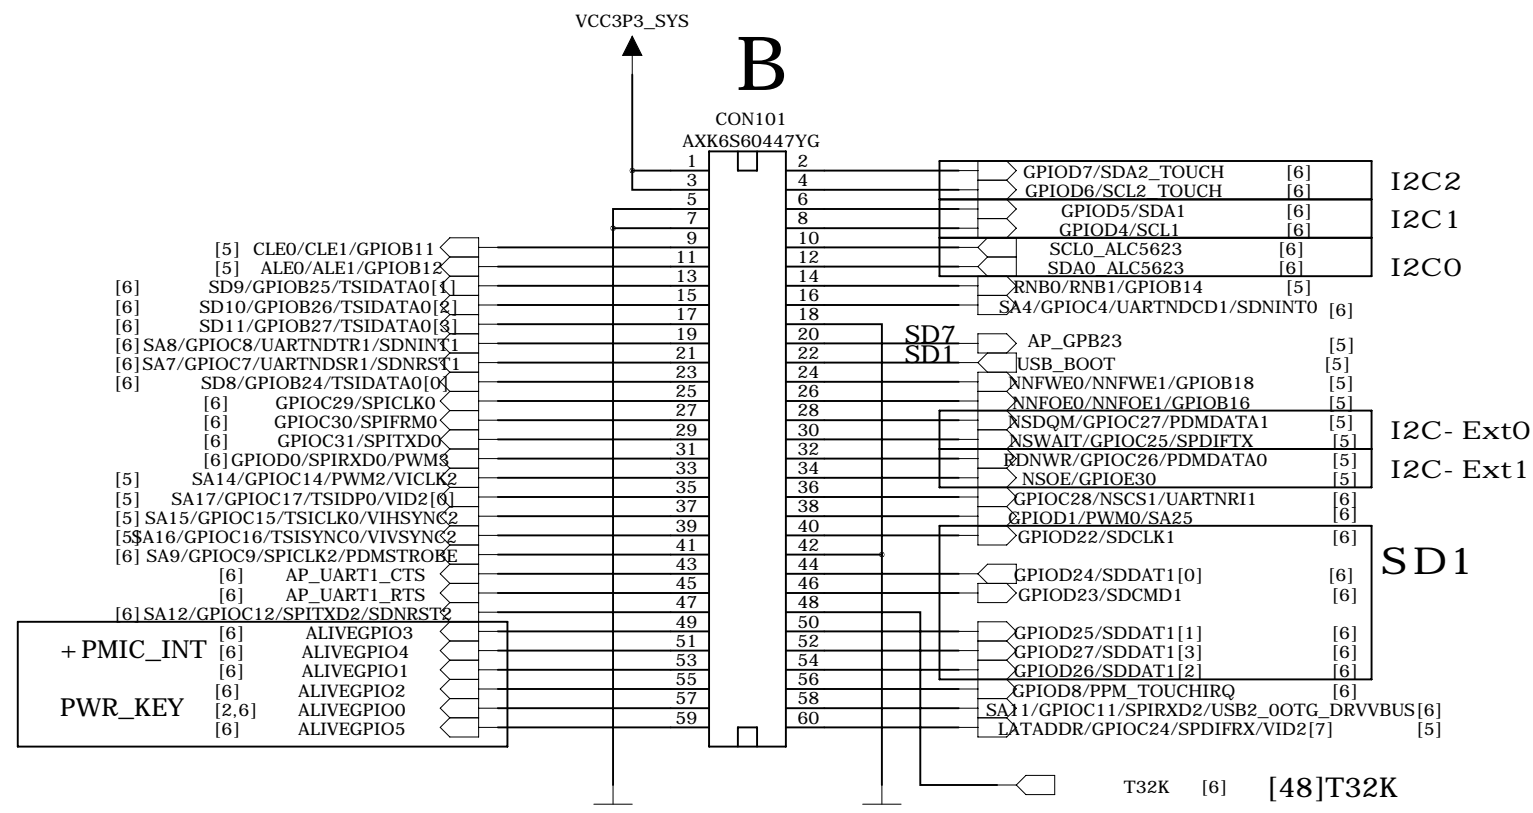 VCC3P3_SYS
B
CON101
AXK6S60447YG
1 2 GPIOD7/SDA2_TOUCH [6]
3 4 GPIOD6/SCL2_TOUCH [6] I2C2
5 6 GPIOD5/SDA1 [6]
7 8 GPIOD4/SCL1 [6] I2C1
[5] CLE0/CLE1/GPIOB11 9 10 SCL0_ALC5623 [6]
[5] ALE0/ALE1/GPIOB12 11 12 SDA0_ALC5623 [6] I2C0
[6] SD9/GPIOB25/TSIDATA0[1] 13 14 RNB0/RNB1/GPIOB14 [5]
[6] SD10/GPIOB26/TSIDATA0[2] 15 16 SA4/GPIOC4/UARTNDCD1/SDNINT0 [6]
[6] SD11/GPIOB27/TSIDATA0[3] 17 18
[6] SA8/GPIOC8/UARTNDTR1/SDNINT1 19 20 SD7 AP_GPB23 [5]
[6] SA7/GPIOC7/UARTNDSR1/SDNRST1 21 22 SD1 USB_BOOT [5]
[6] SD8/GPIOB24/TSIDATA0[0] 23 24 NNFWE0/NNFWE1/GPIOB18 [5]
[6] GPIOC29/SPICLK0 25 26 NNFOE0/NNFOE1/GPIOB16 [5]
[6] GPIOC30/SPIFRM0 27 28 NSDQM/GPIOC27/PDMDATA1 [5]
[6] GPIOC31/SPITXD0 29 30 NSWAIT/GPIOC25/SPDIFTX [5] I2C-Ext0
[6] GPIOD0/SPIRXD0/PWM3 31 32 RDNWR/GPIOC26/PDMDATA0 [5]
[5] SA14/GPIOC14/PWM2/VICLK2 33 34 NSOE/GPIOE30 [5] I2C-Ext1
[5] SA17/GPIOC17/TSIDP0/VID2[0] 35 36 GPIOC28/NSCS1/UARTNRI1 [6]
[5] SA15/GPIOC15/TSICLK0/VIHSYNC2 37 38 GPIOD1/PWM0/SA25 [6]
[5] SA16/GPIOC16/TSISYNC0/VIVSYNC2 39 40 GPIOD22/SDCLK1 [6]
[6] SA9/GPIOC9/SPICLK2/PDMSTROBE 41 42 SD1
[6] AP_UART1_CTS 43 44 GPIOD24/SDDAT1[0] [6]
[6] AP_UART1_RTS 45 46 GPIOD23/SDCMD1 [6]
[6] SA12/GPIOC12/SPITXD2/SDNRST2 47 48
[6] ALIVEGPIO3 49 50 GPIOD25/SDDAT1[1] [6]
+PMIC_INT [6] ALIVEGPIO4 51 52 GPIOD27/SDDAT1[3] [6]
[6] ALIVEGPIO1 53 54 GPIOD26/SDDAT1[2] [6]
[6] ALIVEGPIO2 55 56 GPIOD8/PPM_TOUCHIRQ [6]
PWR_KEY [2,6] ALIVEGPIO0 57 58 SA11/GPIOC11/SPIRXD2/USB2_0OTG_DRVVBUS [6]
[6] ALIVEGPIO5 59 60 LATADDR/GPIOC24/SPDIFRX/VID2[7] [5]
T32K [6] [48]T32K